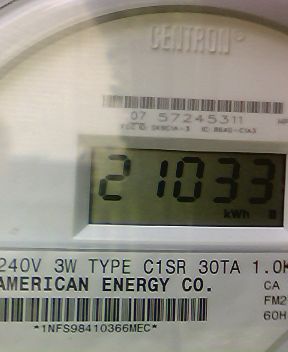 CENTRON®
07 57245311
21033
kWh
240V 3W TYPE C1SR 30TA 1.0K
AMERICAN ENERGY CO.
CA
FM2
60H
*1NFS98410366MEC*